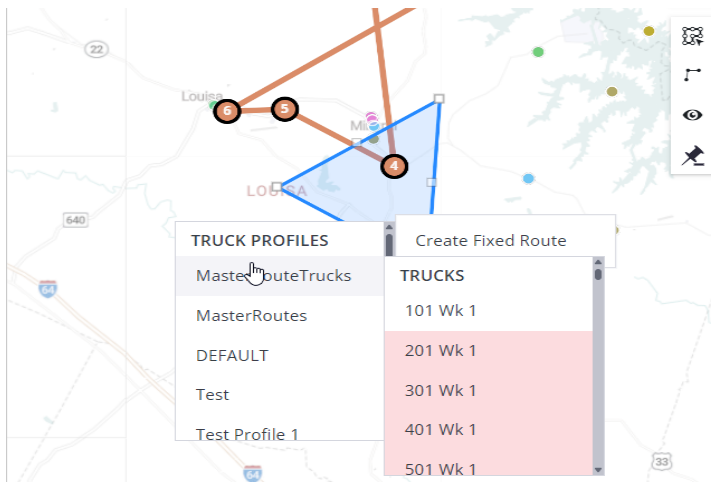 22
Louisa
6
5
4
LOUISA
640
64
TRUCK PROFILES
MasterRouteTrucks
MasterRoutes
DEFAULT
Test
Test Profile 1
Create Fixed Route
TRUCKS
101 Wk 1
201 Wk 1
301 Wk 1
401 Wk 1
501 Wk 1
64
33